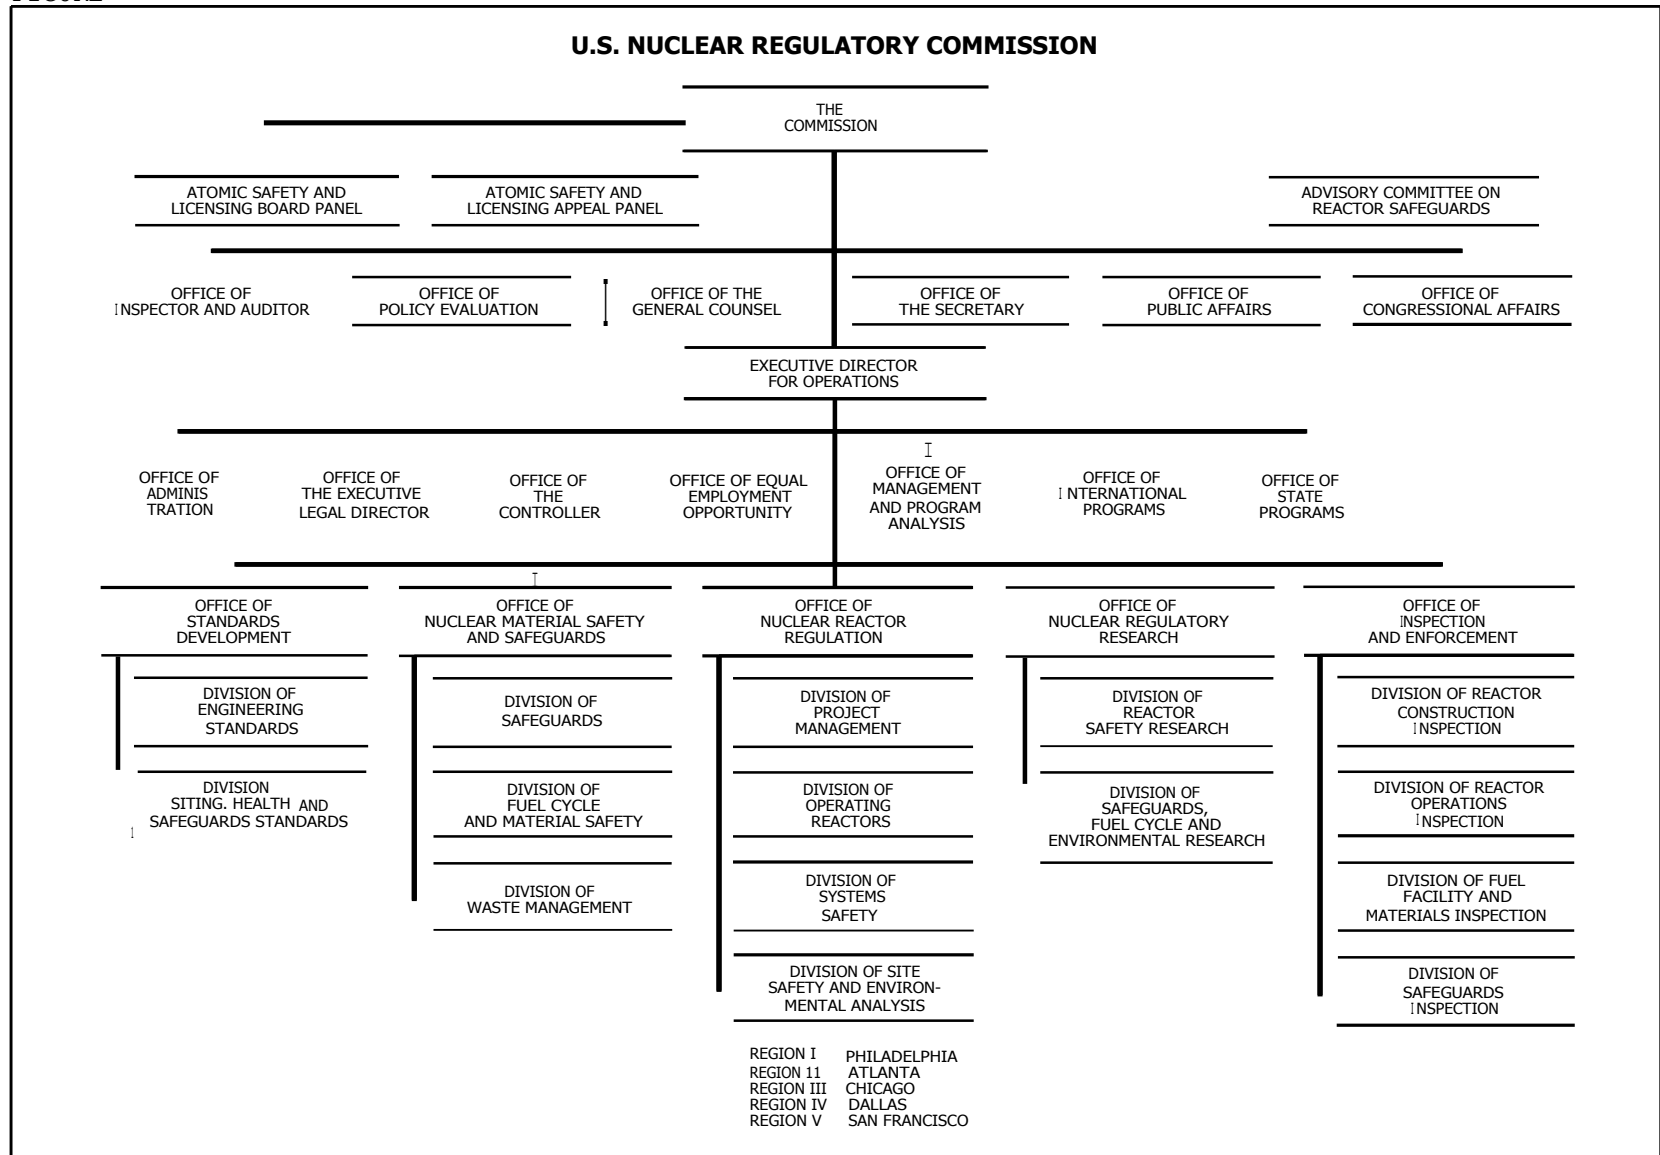 U.S. NUCLEAR REGULATORY COMMISSION
THE
COMMISSION
ATOMIC SAFETY AND
LICENSING BOARD PANEL
ATOMIC SAFETY AND
LICENSING APPEAL PANEL
ADVISORY COMMITTEE ON
REACTOR SAFEGUARDS
OFFICE OF
INSPECTOR AND AUDITOR
OFFICE OF
POLICY EVALUATION
OFFICE OF THE
GENERAL COUNSEL
OFFICE OF
THE SECRETARY
OFFICE OF
PUBLIC AFFAIRS
OFFICE OF
CONGRESSIONAL AFFAIRS
EXECUTIVE DIRECTOR
FOR OPERATIONS
OFFICE OF
ADMINIS
TRATION
OFFICE OF
THE EXECUTIVE
LEGAL DIRECTOR
OFFICE OF
THE
CONTROLLER
OFFICE OF EQUAL
EMPLOYMENT
OPPORTUNITY
OFFICE OF
MANAGEMENT
AND PROGRAM
ANALYSIS
OFFICE OF
INTERNATIONAL
PROGRAMS
OFFICE OF
STATE
PROGRAMS
OFFICE OF
STANDARDS
DEVELOPMENT
OFFICE OF
NUCLEAR MATERIAL SAFETY
AND SAFEGUARDS
OFFICE OF
NUCLEAR REACTOR
REGULATION
OFFICE OF
NUCLEAR REGULATORY
RESEARCH
OFFICE OF
INSPECTION
AND ENFORCEMENT
DIVISION OF
ENGINEERING
STANDARDS
DIVISION OF
SAFEGUARDS
DIVISION OF
PROJECT
MANAGEMENT
DIVISION OF
REACTOR
SAFETY RESEARCH
DIVISION OF REACTOR
CONSTRUCTION
INSPECTION
DIVISION
SITING. HEALTH AND
SAFEGUARDS STANDARDS
DIVISION OF
FUEL CYCLE
AND MATERIAL SAFETY
DIVISION OF
OPERATING
REACTORS
DIVISION OF
SAFEGUARDS,
FUEL CYCLE AND
ENVIRONMENTAL RESEARCH
DIVISION OF REACTOR
OPERATIONS
INSPECTION
DIVISION OF
WASTE MANAGEMENT
DIVISION OF
SYSTEMS
SAFETY
DIVISION OF FUEL
FACILITY AND
MATERIALS INSPECTION
DIVISION OF SITE
SAFETY AND ENVIRON-
MENTAL ANALYSIS
DIVISION OF
SAFEGUARDS
INSPECTION
REGION I PHILADELPHIA
REGION 11 ATLANTA
REGION III CHICAGO
REGION IV DALLAS
REGION V SAN FRANCISCO